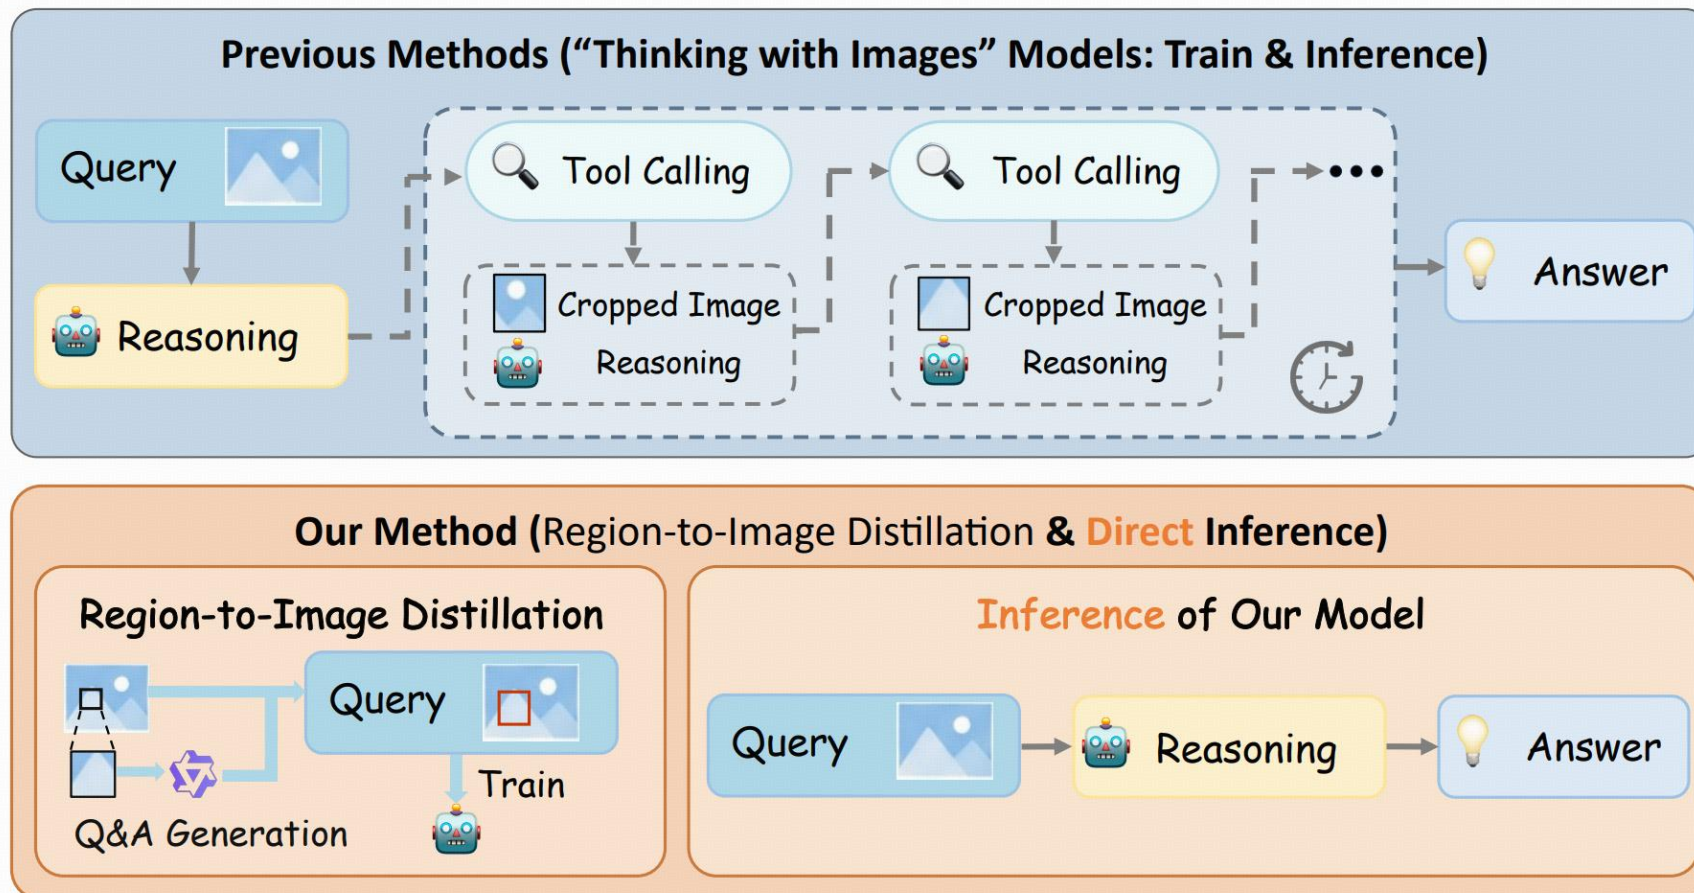 Previous Methods (“Thinking with Images” Models: Train & Inference)
Query
Reasoning
Tool Calling
Cropped Image
Reasoning
Tool Calling
Cropped Image
Reasoning
•••
Answer
Our Method (Region-to-Image Distillation & Direct Inference)
Region-to-Image Distillation
Query
Train
Q&A Generation
Inference of Our Model
Query
Reasoning
Answer